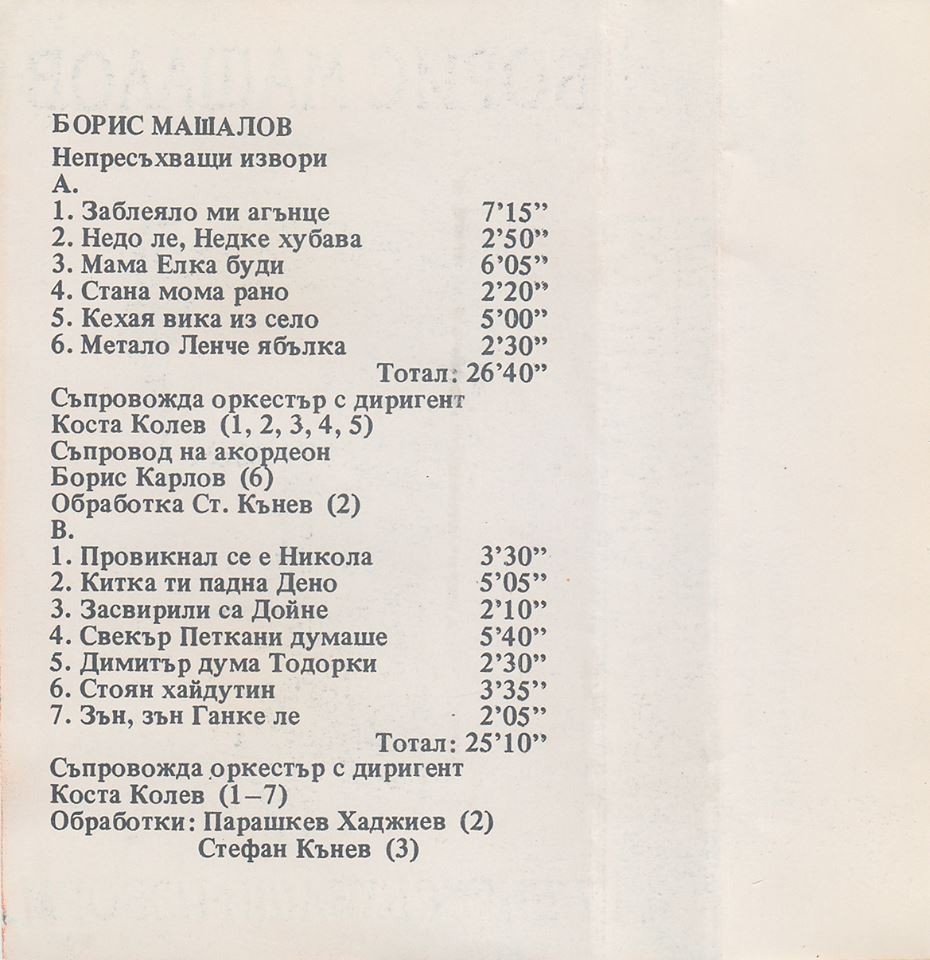 БОРИС МАШАЛОВ
Непресъхващи извори
А.
1. Заблеяло ми агънце 7’15”
2. Недо ле, Недке хубава 2’50”
3. Мама Елка буди 6’05”
4. Стана мома рано 2’20”
5. Кехая вика из село 5’00”
6. Метало Ленче ябълка 2’30”
Тотал: 26’40”
Съпровожда оркестър с диригент
Коста Колев (1, 2, 3, 4, 5)
Съпровод на акордеон
Борис Карлов (6)
Обработка Ст. Кънев (2)
В.
1. Провикнал се е Никола 3’30”
2. Китка ти падна Дено 5’05”
3. Засвирили са Дойне 2’10”
4. Свекър Петкани думаше 5’40”
5. Димитър дума Тодорки 2’30”
6. Стоян хайдутин 3’35”
7. Зън, зън Ганке ле 2’05”
Тотал: 25’10”
Съпровожда оркестър с диригент
Коста Колев (1–7)
Обработки: Парашкев Хаджиев (2)
Стефан Кънев (3)